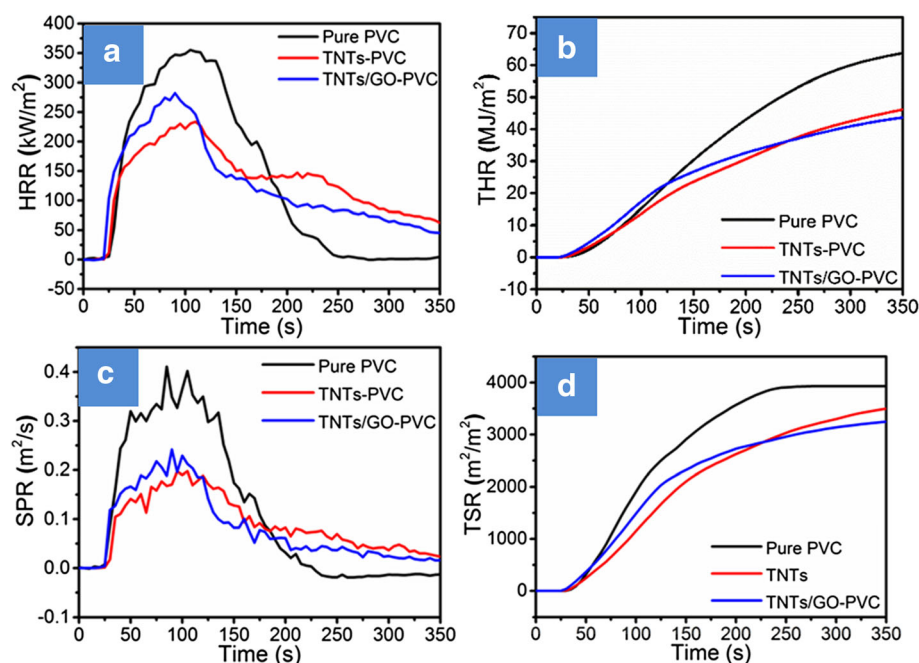 a
400
350
300
250
200
150
100
50
0
-50
HRR (kW/m²)
Pure PVC
TNTs-PVC
TNTs/GO-PVC
0 50 100 150 200 250 300 350
Time (s)
b
70
60
50
40
30
20
10
0
-10
THR (MJ/m²)
Pure PVC
TNTs-PVC
TNTs/GO-PVC
0 50 100 150 200 250 300 350
Time (s)
c
0.4
0.3
0.2
0.1
0.0
-0.1
SPR (m²/s)
Pure PVC
TNTs-PVC
TNTs/GO-PVC
0 50 100 150 200 250 300 350
Time (s)
d
4000
3000
2000
1000
0
TSR (m²/m²)
Pure PVC
TNTs
TNTs/GO-PVC
0 50 100 150 200 250 300 350
Time (s)